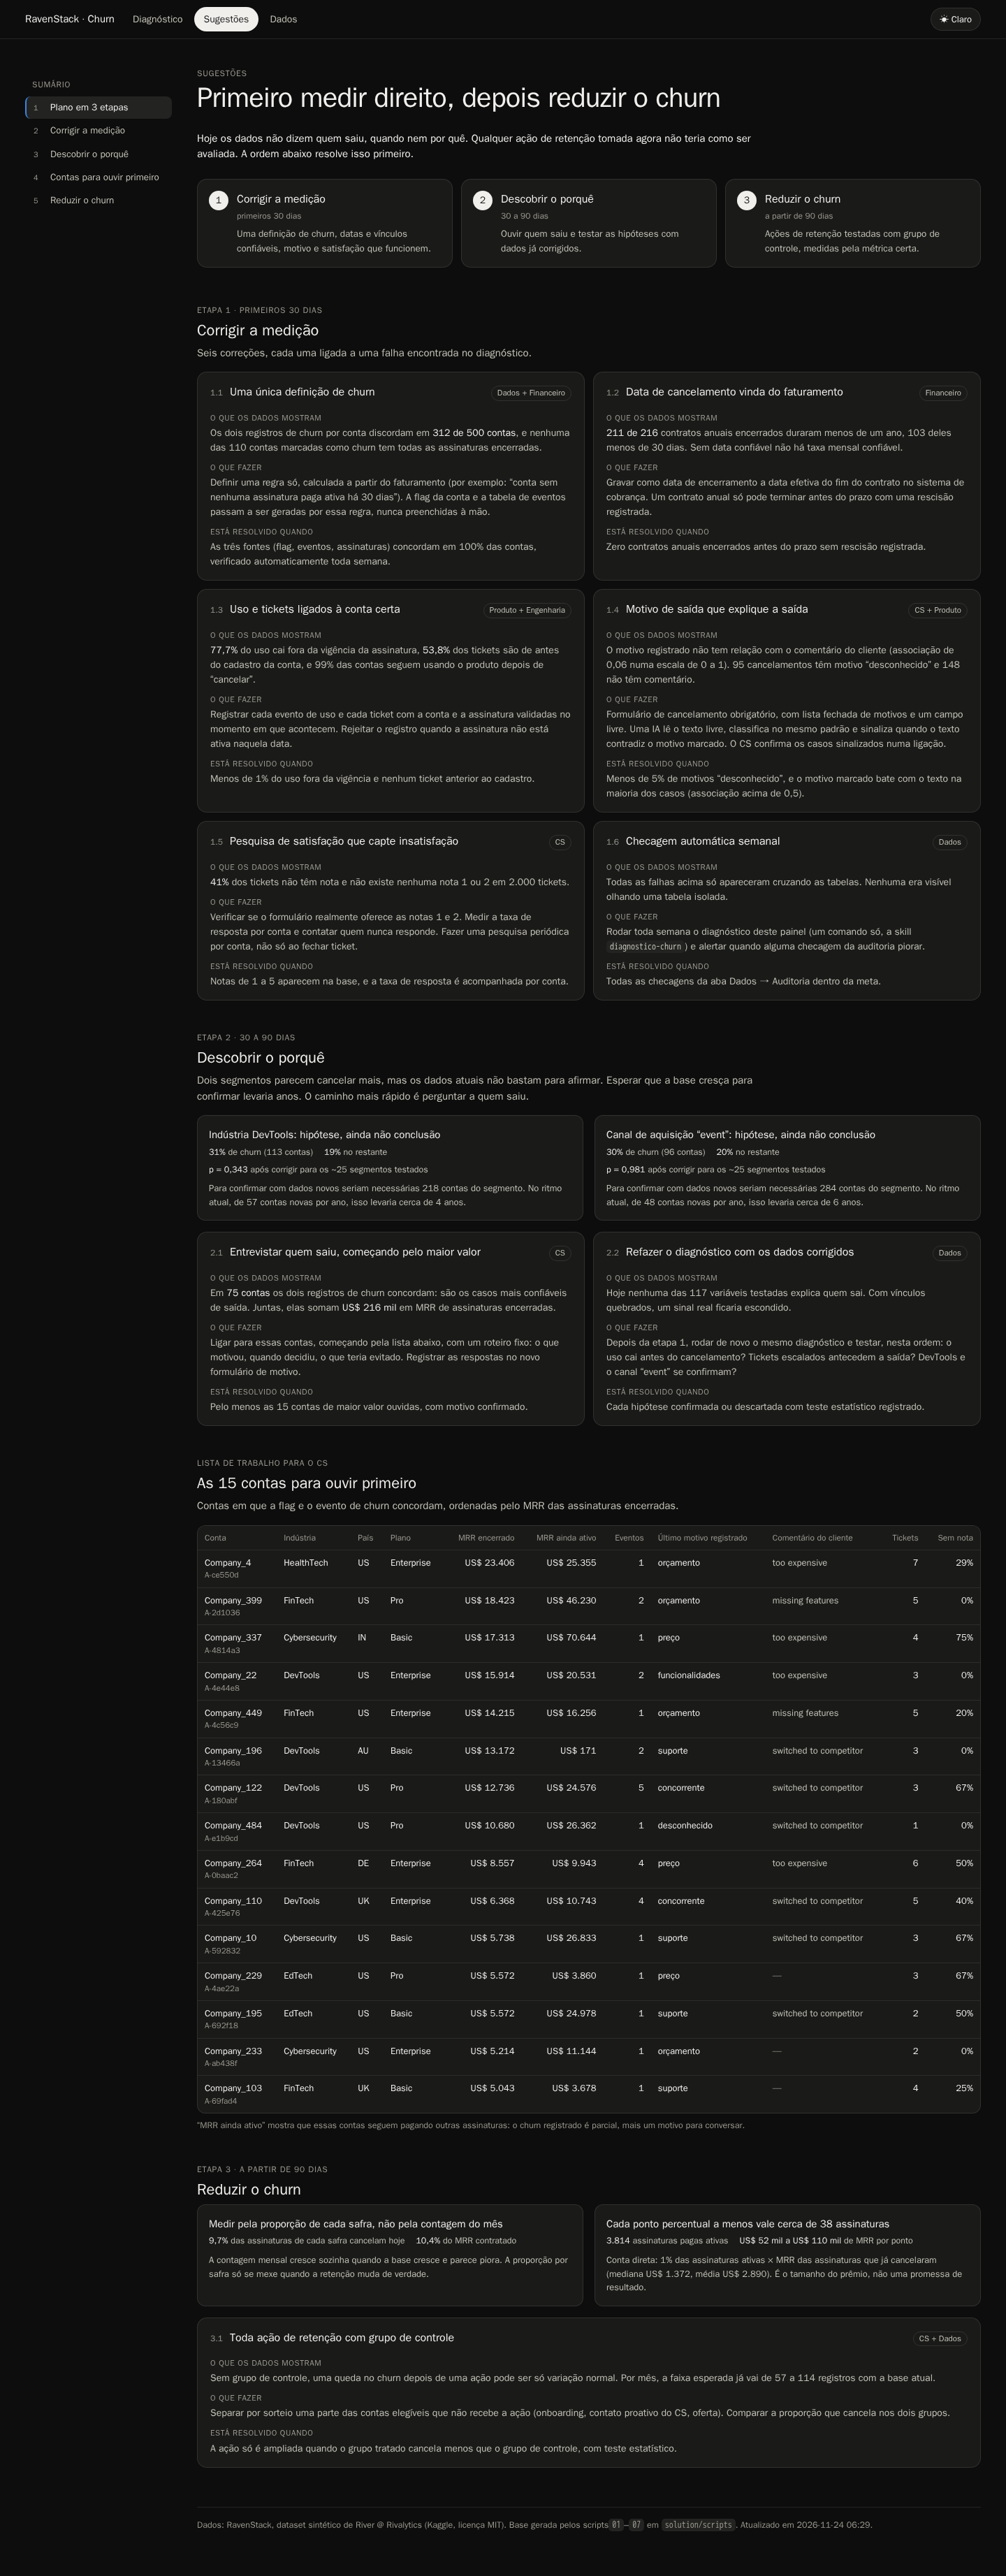 RavenStack · Churn Diagnóstico Sugestões Dados ☀ Claro
SUMÁRIO
1 Plano em 3 etapas
2 Corrigir a medição
3 Descobrir o porquê
4 Contas para ouvir primeiro
5 Reduzir o churn
SUGESTÕES
Primeiro medir direito, depois reduzir o churn
Hoje os dados não dizem quem saiu, quando nem por quê. Qualquer ação de retenção tomada agora não teria como ser
avaliada. A ordem abaixo resolve isso primeiro.
1 Corrigir a medição
primeiros 30 dias
Uma definição de churn, datas e vínculos
confiáveis, motivo e satisfação que funcionem.
2 Descobrir o porquê
30 a 90 dias
Ouvir quem saiu e testar as hipóteses com
dados já corrigidos.
3 Reduzir o churn
a partir de 90 dias
Ações de retenção testadas com grupo de
controle, medidas pela métrica certa.
ETAPA 1 · PRIMEIROS 30 DIAS
Corrigir a medição
Seis correções, cada uma ligada a uma falha encontrada no diagnóstico.
1.1 Uma única definição de churn Dados + Financeiro
O QUE OS DADOS MOSTRAM
Os dois registros de churn por conta discordam em 312 de 500 contas, e nenhuma
das 110 contas marcadas como churn tem todas as assinaturas encerradas.
O QUE FAZER
Definir uma regra só, calculada a partir do faturamento (por exemplo: “conta sem
nenhuma assinatura paga ativa há 30 dias”). A flag da conta e a tabela de eventos
passam a ser geradas por essa regra, nunca preenchidas à mão.
ESTÁ RESOLVIDO QUANDO
As três fontes (flag, eventos, assinaturas) concordam em 100% das contas,
verificado automaticamente toda semana.
1.2 Data de cancelamento vinda do faturamento Financeiro
O QUE OS DADOS MOSTRAM
211 de 216 contratos anuais encerrados duraram menos de um ano, 103 deles
menos de 30 dias. Sem data confiável não há taxa mensal confiável.
O QUE FAZER
Gravar como data de encerramento a data efetiva do fim do contrato no sistema de
cobrança. Um contrato anual só pode terminar antes do prazo com uma rescisão
registrada.
ESTÁ RESOLVIDO QUANDO
Zero contratos anuais encerrados antes do prazo sem rescisão registrada.
1.3 Uso e tickets ligados à conta certa Produto + Engenharia
O QUE OS DADOS MOSTRAM
77,7% do uso cai fora da vigência da assinatura, 53,8% dos tickets são de antes
do cadastro da conta, e 99% das contas seguem usando o produto depois de
“cancelar”.
O QUE FAZER
Registrar cada evento de uso e cada ticket com a conta e a assinatura validadas no
momento em que acontecem. Rejeitar o registro quando a assinatura não está
ativa naquela data.
ESTÁ RESOLVIDO QUANDO
Menos de 1% do uso fora da vigência e nenhum ticket anterior ao cadastro.
1.4 Motivo de saída que explique a saída CS + Produto
O QUE OS DADOS MOSTRAM
O motivo registrado não tem relação com o comentário do cliente (associação de
0,06 numa escala de 0 a 1). 95 cancelamentos têm motivo “desconhecido” e 148
não têm comentário.
O QUE FAZER
Formulário de cancelamento obrigatório, com lista fechada de motivos e um campo
livre. Uma IA lê o texto livre, classifica no mesmo padrão e sinaliza quando o texto
contradiz o motivo marcado. O CS confirma os casos sinalizados numa ligação.
ESTÁ RESOLVIDO QUANDO
Menos de 5% de motivos “desconhecido”, e o motivo marcado bate com o texto na
maioria dos casos (associação acima de 0,5).
1.5 Pesquisa de satisfação que capte insatisfação CS
O QUE OS DADOS MOSTRAM
41% dos tickets não têm nota e não existe nenhuma nota 1 ou 2 em 2.000 tickets.
O QUE FAZER
Verificar se o formulário realmente oferece as notas 1 e 2. Medir a taxa de
resposta por conta e contatar quem nunca responde. Fazer uma pesquisa periódica
por conta, não só ao fechar ticket.
ESTÁ RESOLVIDO QUANDO
Notas de 1 a 5 aparecem na base, e a taxa de resposta é acompanhada por conta.
1.6 Checagem automática semanal Dados
O QUE OS DADOS MOSTRAM
Todas as falhas acima só apareceram cruzando as tabelas. Nenhuma era visível
olhando uma tabela isolada.
O QUE FAZER
Rodar toda semana o diagnóstico deste painel (um comando só, a skill
diagnostico-churn ) e alertar quando alguma checagem da auditoria piorar.
ESTÁ RESOLVIDO QUANDO
Todas as checagens da aba Dados → Auditoria dentro da meta.
ETAPA 2 · 30 A 90 DIAS
Descobrir o porquê
Dois segmentos parecem cancelar mais, mas os dados atuais não bastam para afirmar. Esperar que a base cresça para
confirmar levaria anos. O caminho mais rápido é perguntar a quem saiu.
Indústria DevTools: hipótese, ainda não conclusão
31% de churn (113 contas) 19% no restante
p = 0,343 após corrigir para os ~25 segmentos testados
Para confirmar com dados novos seriam necessárias 218 contas do segmento. No ritmo
atual, de 57 contas novas por ano, isso levaria cerca de 4 anos.
Canal de aquisição “event”: hipótese, ainda não conclusão
30% de churn (96 contas) 20% no restante
p = 0,981 após corrigir para os ~25 segmentos testados
Para confirmar com dados novos seriam necessárias 284 contas do segmento. No ritmo
atual, de 48 contas novas por ano, isso levaria cerca de 6 anos.
2.1 Entrevistar quem saiu, começando pelo maior valor CS
O QUE OS DADOS MOSTRAM
Em 75 contas os dois registros de churn concordam: são os casos mais confiáveis
de saída. Juntas, elas somam US$ 216 mil em MRR de assinaturas encerradas.
O QUE FAZER
Ligar para essas contas, começando pela lista abaixo, com um roteiro fixo: o que
motivou, quando decidiu, o que teria evitado. Registrar as respostas no novo
formulário de motivo.
ESTÁ RESOLVIDO QUANDO
Pelo menos as 15 contas de maior valor ouvidas, com motivo confirmado.
2.2 Refazer o diagnóstico com os dados corrigidos Dados
O QUE OS DADOS MOSTRAM
Hoje nenhuma das 117 variáveis testadas explica quem sai. Com vínculos
quebrados, um sinal real ficaria escondido.
O QUE FAZER
Depois da etapa 1, rodar de novo o mesmo diagnóstico e testar, nesta ordem: o
uso cai antes do cancelamento? Tickets escalados antecedem a saída? DevTools e
o canal “event” se confirmam?
ESTÁ RESOLVIDO QUANDO
Cada hipótese confirmada ou descartada com teste estatístico registrado.
LISTA DE TRABALHO PARA O CS
As 15 contas para ouvir primeiro
Contas em que a flag e o evento de churn concordam, ordenadas pelo MRR das assinaturas encerradas.
Conta Indústria País Plano MRR encerrado MRR ainda ativo Eventos Último motivo registrado Comentário do cliente Tickets Sem nota
Company_4 HealthTech US Enterprise US$ 23.406 US$ 25.355 1 orçamento too expensive 7 29%
A-ce550d
Company_399 FinTech US Pro US$ 18.423 US$ 46.230 2 orçamento missing features 5 0%
A-2d1036
Company_337 Cybersecurity IN Basic US$ 17.313 US$ 70.644 1 preço too expensive 4 75%
A-4814a3
Company_22 DevTools US Enterprise US$ 15.914 US$ 20.531 2 funcionalidades too expensive 3 0%
A-4e44e8
Company_449 FinTech US Enterprise US$ 14.215 US$ 16.256 1 orçamento missing features 5 20%
A-4c56c9
Company_196 DevTools AU Basic US$ 13.172 US$ 171 2 suporte switched to competitor 3 0%
A-13466a
Company_122 DevTools US Pro US$ 12.736 US$ 24.576 5 concorrente switched to competitor 3 67%
A-180abf
Company_484 DevTools US Pro US$ 10.680 US$ 26.362 1 desconhecido switched to competitor 1 0%
A-e1b9cd
Company_264 FinTech DE Enterprise US$ 8.557 US$ 9.943 4 preço too expensive 6 50%
A-0baac2
Company_110 DevTools UK Enterprise US$ 6.368 US$ 10.743 4 concorrente switched to competitor 5 40%
A-425e76
Company_10 Cybersecurity US Basic US$ 5.738 US$ 26.833 1 suporte switched to competitor 3 67%
A-592832
Company_229 EdTech US Pro US$ 5.572 US$ 3.860 1 preço — 3 67%
A-4ae22a
Company_195 EdTech US Basic US$ 5.572 US$ 24.978 1 suporte switched to competitor 2 50%
A-692f18
Company_233 Cybersecurity US Enterprise US$ 5.214 US$ 11.144 1 orçamento — 2 0%
A-ab438f
Company_103 FinTech UK Basic US$ 5.043 US$ 3.678 1 suporte — 4 25%
A-69fad4
“MRR ainda ativo” mostra que essas contas seguem pagando outras assinaturas: o churn registrado é parcial, mais um motivo para conversar.
ETAPA 3 · A PARTIR DE 90 DIAS
Reduzir o churn
Medir pela proporção de cada safra, não pela contagem do mês
9,7% das assinaturas de cada safra cancelam hoje 10,4% do MRR contratado
A contagem mensal cresce sozinha quando a base cresce e parece piora. A proporção por
safra só se mexe quando a retenção muda de verdade.
Cada ponto percentual a menos vale cerca de 38 assinaturas
3.814 assinaturas pagas ativas US$ 52 mil a US$ 110 mil de MRR por ponto
Conta direta: 1% das assinaturas ativas × MRR das assinaturas que já cancelaram
(mediana US$ 1.372, média US$ 2.890). É o tamanho do prêmio, não uma promessa de
resultado.
3.1 Toda ação de retenção com grupo de controle CS + Dados
O QUE OS DADOS MOSTRAM
Sem grupo de controle, uma queda no churn depois de uma ação pode ser só variação normal. Por mês, a faixa esperada já vai de 57 a 114 registros com a base atual.
O QUE FAZER
Separar por sorteio uma parte das contas elegíveis que não recebe a ação (onboarding, contato proativo do CS, oferta). Comparar a proporção que cancela nos dois grupos.
ESTÁ RESOLVIDO QUANDO
A ação só é ampliada quando o grupo tratado cancela menos que o grupo de controle, com teste estatístico.
Dados: RavenStack, dataset sintético de River @ Rivalytics (Kaggle, licença MIT). Base gerada pelos scripts 01–07 em solution/scripts. Atualizado em 2026-11-24 06:29.